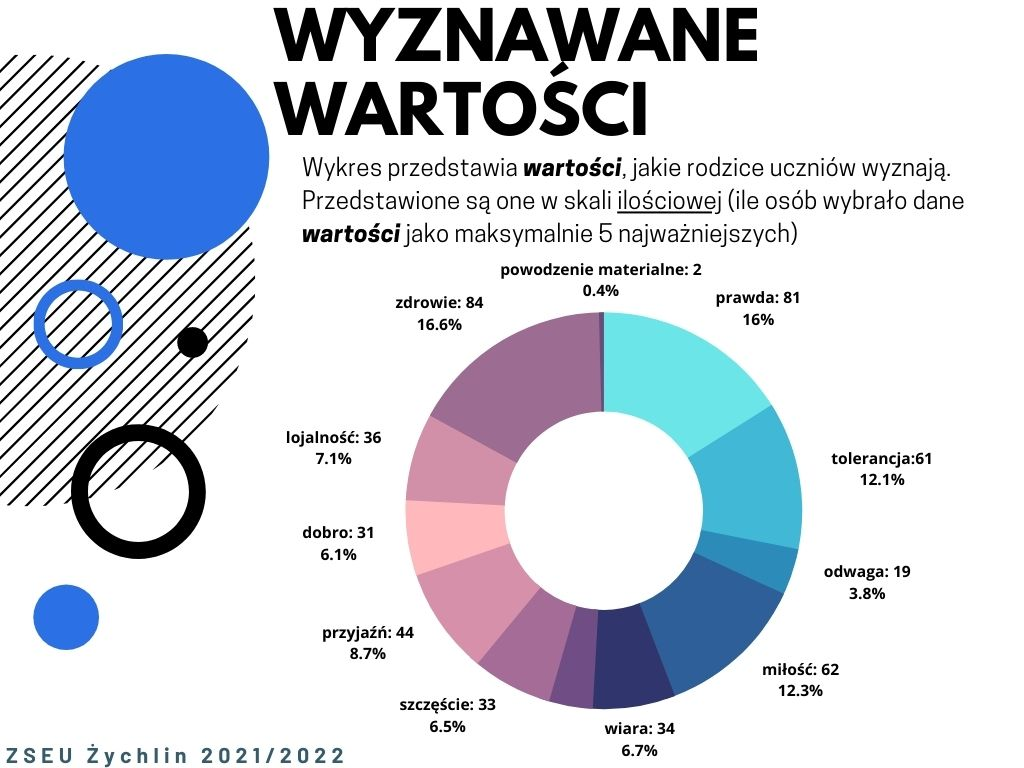 WYZNAWANE
WARTOŚCI
Wykres przedstawia wartości, jakie rodzice uczniów wyznają.
Przedstawione są one w skali ilościowej (ile osób wybrało dane
wartości jako maksymalnie 5 najważniejszych)
powodzenie materialne: 2
0.4%
prawda: 81
16%
zdrowie: 84
16.6%
lojalność: 36
7.1%
tolerancja:61
12.1%
dobro: 31
6.1%
odwaga: 19
3.8%
przyjaźń: 44
8.7%
miłość: 62
12.3%
szczęście: 33
6.5%
wiara: 34
6.7%
ZSEU Żychlin 2021/2022